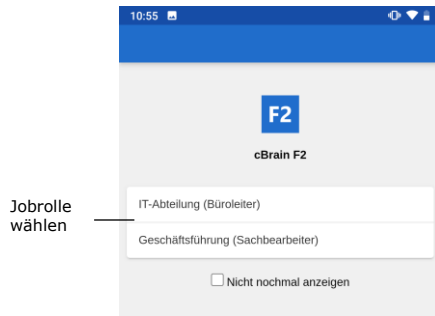 10:55
F2
cBrain F2
IT-Abteilung (Büroleiter)
Jobrolle
wählen
Geschäftsführung (Sachbearbeiter)
Nicht nochmal anzeigen